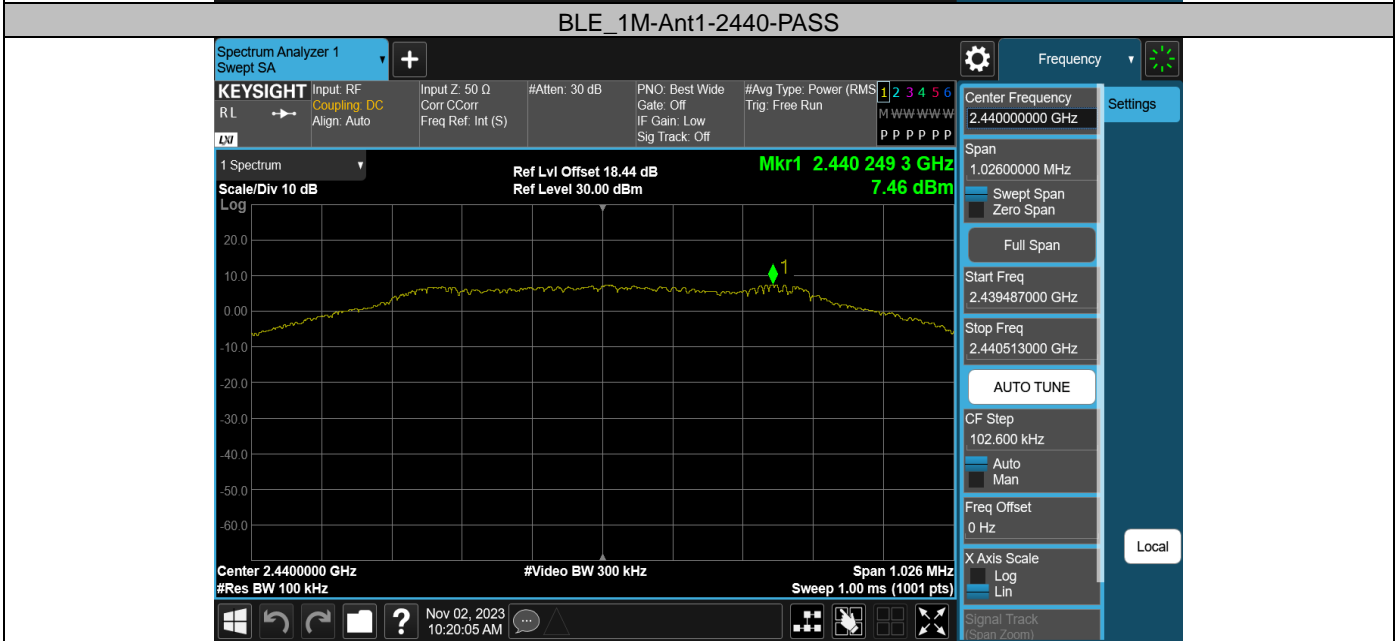 BLE_1M-Ant1-2440-PASS
Spectrum Analyzer 1
Swept SA
Frequency
KEYSIGHT
R L
LXI
Input: RF
Coupling: DC
Align: Auto
Input Z: 50 Ω
Corr CCorr
Freq Ref: Int (S)
#Atten: 30 dB
PNO: Best Wide
Gate: Off
IF Gain: Low
Sig Track: Off
#Avg Type: Power (RMS
Trig: Free Run
1 2 3 4 5 6
M W W W W W
P P P P P P
1 Spectrum
Scale/Div 10 dB
Log
Ref Lvl Offset 18.44 dB
Ref Level 30.00 dBm
Mkr1 2.440 249 3 GHz
7.46 dBm
20.0
10.0
0.00
-10.0
-20.0
-30.0
-40.0
-50.0
-60.0
1
Center 2.4400000 GHz
#Res BW 100 kHz
#Video BW 300 kHz
Span 1.026 MHz
Sweep 1.00 ms (1001 pts)
Center Frequency
2.440000000 GHz
Span
1.02600000 MHz
Swept Span
Zero Span
Full Span
Start Freq
2.439487000 GHz
Stop Freq
2.440513000 GHz
AUTO TUNE
CF Step
102.600 kHz
Auto
Man
Freq Offset
0 Hz
X Axis Scale
Log
Lin
Signal Track
(Span Zoom)
Settings
Local
?
Nov 02, 2023
10:20:05 AM